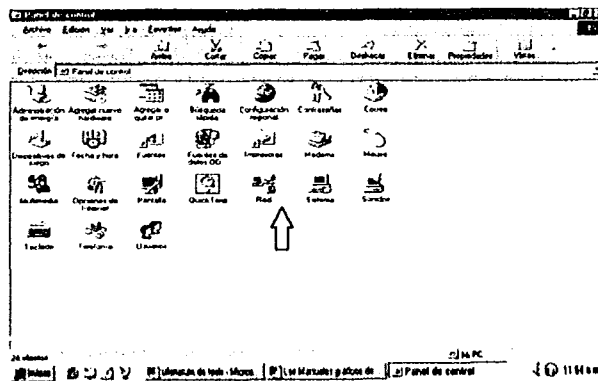 Panel de control
Archivo Edición Ver Ir a Favoritos Ayuda
Arriba Cortar Copiar Pegar Deshacer Eliminar Propiedades Vistas
Dirección Panel de control
Administración de energía
Agregar nuevo hardware
Agregar o quitar pr...
Búsqueda rápida
Configuración regional
Contraseñas
Correo
Dispositivos de juego
Fecha y hora
Fuentes
Fuentes de datos OD...
Impresoras
Modems
Mouse
Multimedia
Opciones de Internet
Pantalla
QuickTime
Red
Sistema
Sonidos
Teclado
Telefonía
Usuarios
Mi PC
Inicio
Panel de control